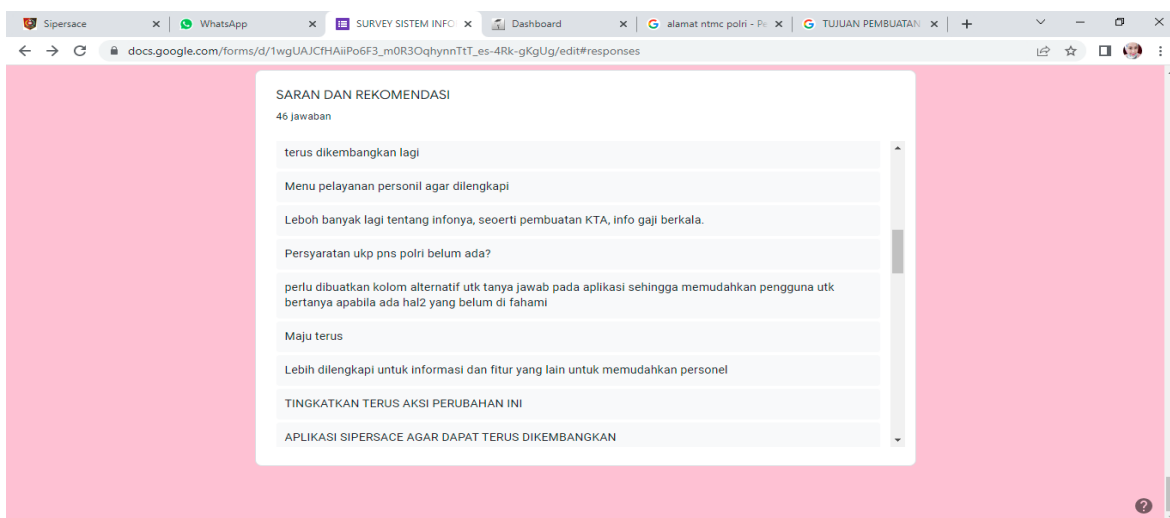 Sipersace
WhatsApp
SURVEY SISTEM INFO
Dashboard
alamat ntmc polri - Pe
TUJUAN PEMBUATAN
docs.google.com/forms/d/1wgUAJCfHAiiPo6F3_m0R3OqhynnTtT_es-4Rk-gKgUg/edit#responses
SARAN DAN REKOMENDASI
46 jawaban
terus dikembangkan lagi
Menu pelayanan personil agar dilengkapi
Leboh banyak lagi tentang infonya, seoerti pembuatan KTA, info gaji berkala.
Persyaratan ukp pns polri belum ada?
perlu dibuatkan kolom alternatif utk tanya jawab pada aplikasi sehingga memudahkan pengguna utk
bertanya apabila ada hal2 yang belum di fahami
Maju terus
Lebih dilengkapi untuk informasi dan fitur yang lain untuk memudahkan personel
TINGKATKAN TERUS AKSI PERUBAHAN INI
APLIKASI SIPERSACE AGAR DAPAT TERUS DIKEMBANGKAN